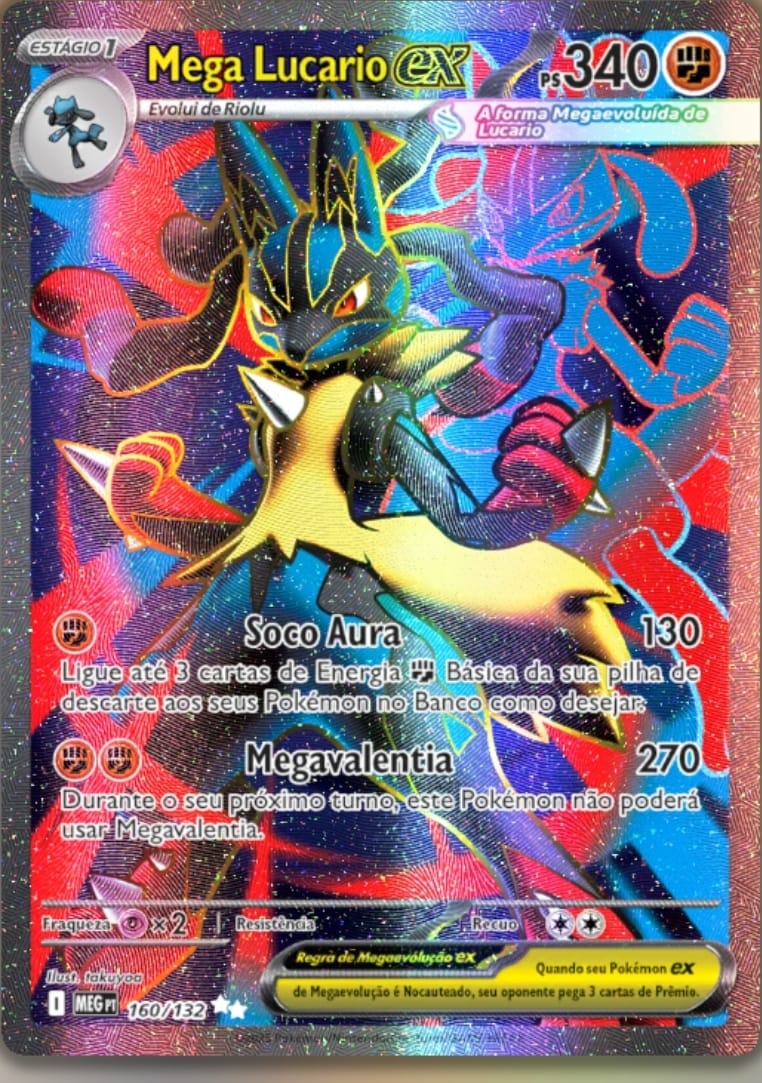 ESTÁGIO 1
Mega Lucario ex
PS 340
Evolui de Riolu
A forma Megaevoluída de
Lucario
Soco Aura 130
Ligue até 3 cartas de Energia Básica da sua pilha de
descarte aos seus Pokémon no Banco como desejar.
Megavalentia 270
Durante o seu próximo turno, este Pokémon não poderá
usar Megavalentia.
Fraqueza ×2 Resistência Recuo
Regra de Megaevolução ex
Quando seu Pokémon ex
de Megaevolução é Nocauteado, seu oponente pega 3 cartas de Prêmio.
Illust. takuyoa
I MEG PT 160/132